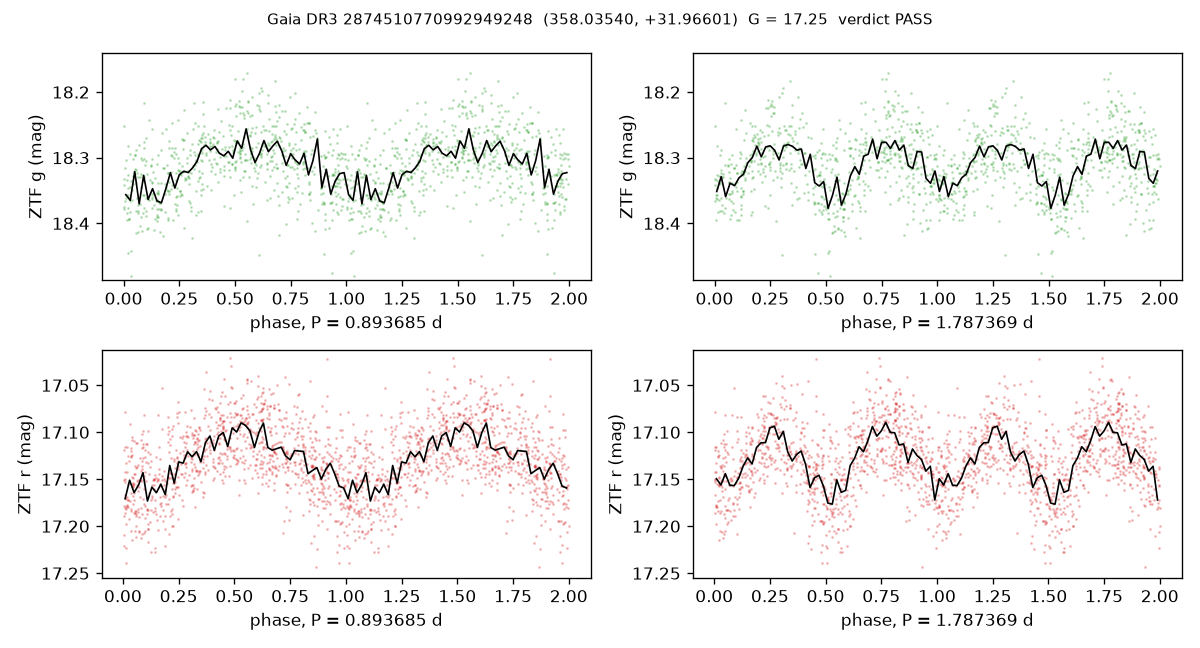 Gaia DR3 2874510770992949248 (358.03540, +31.96601) G = 17.25 verdict PASS
ZTF g (mag)
18.2
18.3
18.4
0.00 0.25 0.50 0.75 1.00 1.25 1.50 1.75 2.00
phase, P = 0.893685 d
ZTF g (mag)
18.2
18.3
18.4
0.00 0.25 0.50 0.75 1.00 1.25 1.50 1.75 2.00
phase, P = 1.787369 d
ZTF r (mag)
17.05
17.10
17.15
17.20
17.25
0.00 0.25 0.50 0.75 1.00 1.25 1.50 1.75 2.00
phase, P = 0.893685 d
ZTF r (mag)
17.05
17.10
17.15
17.20
17.25
0.00 0.25 0.50 0.75 1.00 1.25 1.50 1.75 2.00
phase, P = 1.787369 d